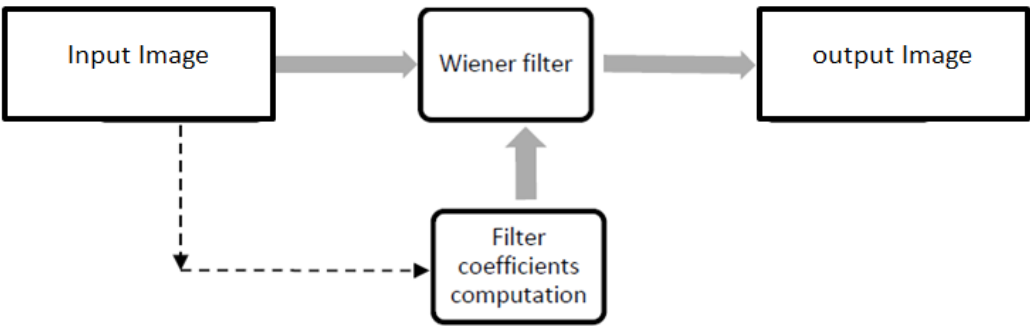 Input Image
Wiener filter
output Image
Filter
coefficients
computation